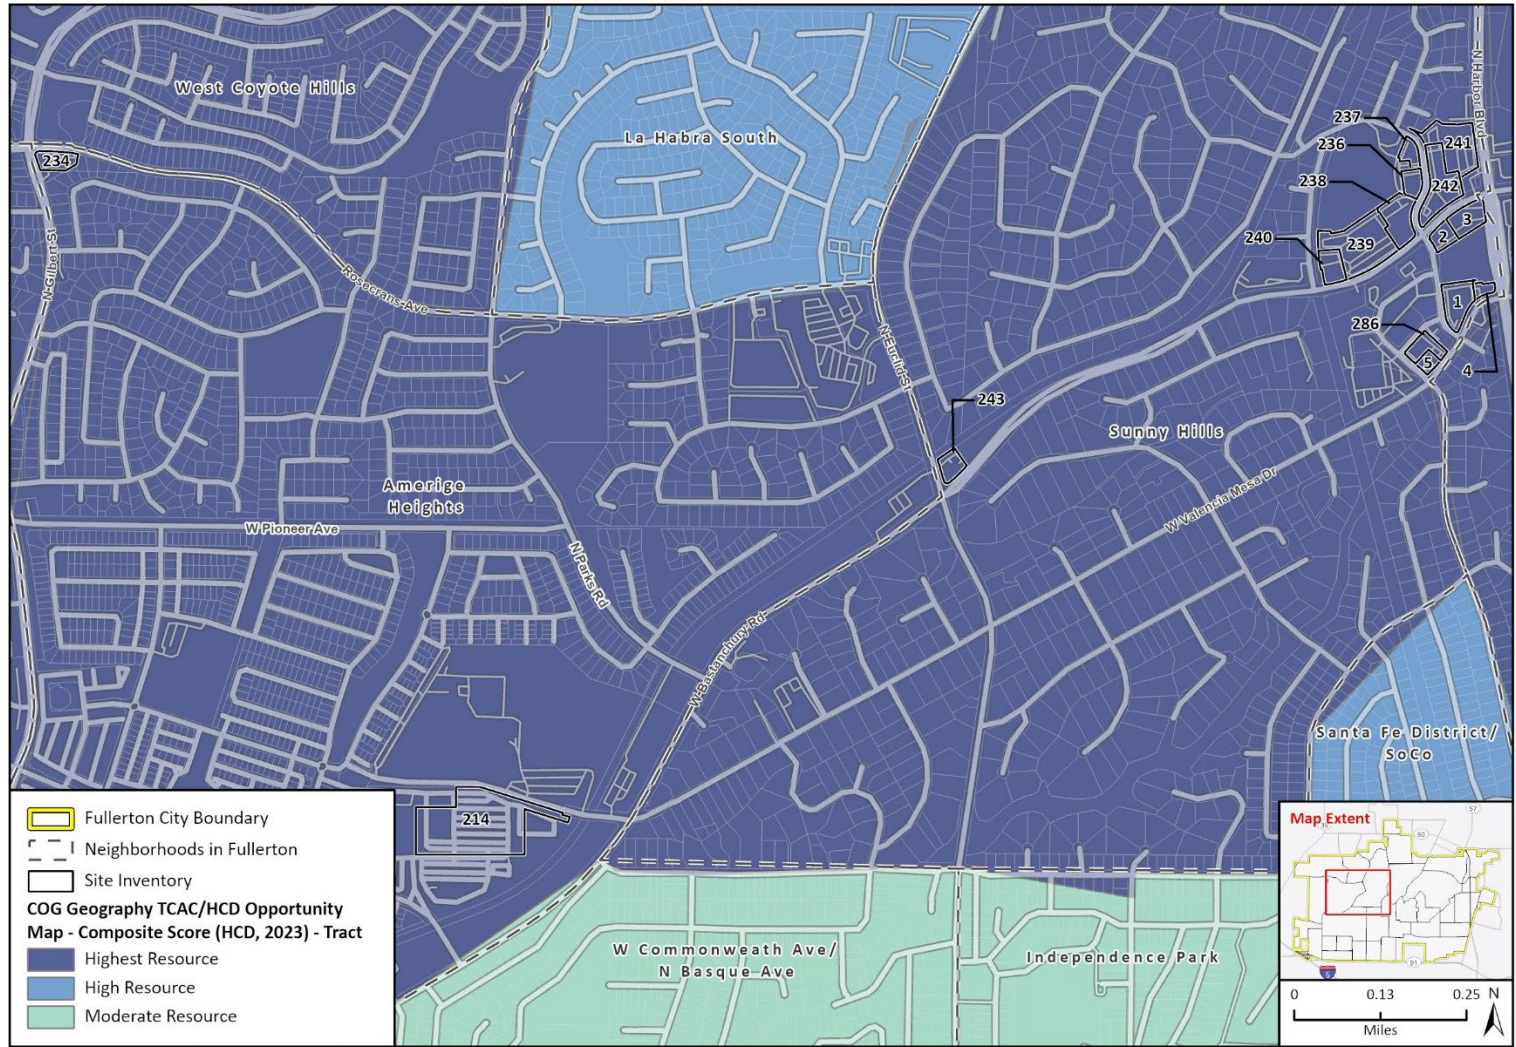 West Coyote Hills
La Habra South
N Harbor Blvd
237
236
238
241
242
234
3
2
240
239
N-Gilbert-St
Rosecrans-Ave
1
286
N-Euclid-St
5
4
243
Sunny Hills
Amerige
Heights
W Pioneer Ave
W Valencia Mesa Dr
N Parks Rd
W-Bastanchury-Rd
Santa Fe District/
SoCo
214
W Commonweath Ave/
N Basque Ave
Independence Park
Fullerton City Boundary
Neighborhoods in Fullerton
Site Inventory
COG Geography TCAC/HCD Opportunity
Map - Composite Score (HCD, 2023) - Tract
Highest Resource
High Resource
Moderate Resource
Map Extent
57
90
91
5
0 0.13 0.25
Miles
N